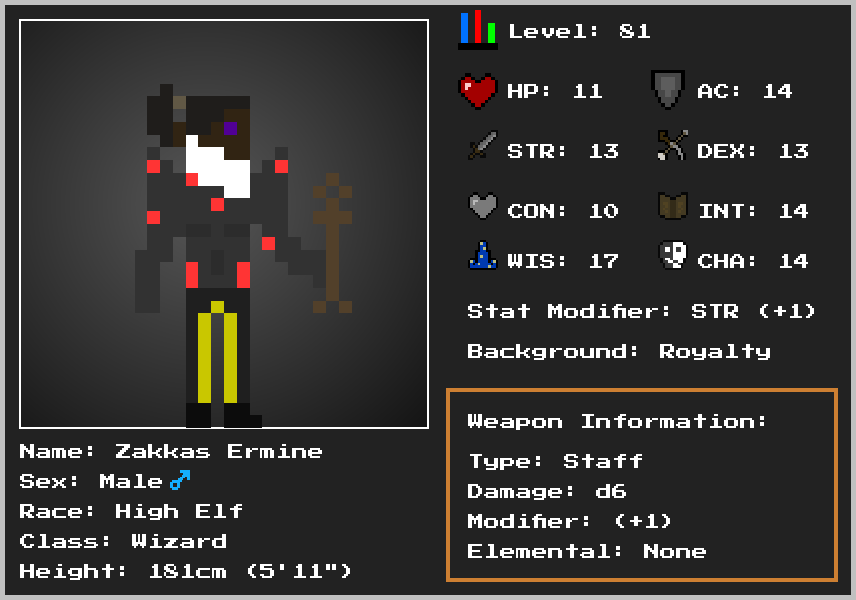 Level: 81
HP: 11
AC: 14
STR: 13
DEX: 13
CON: 10
INT: 14
WIS: 17
CHA: 14
Stat Modifier: STR (+1)
Background: Royalty
Weapon Information:
Type: Staff
Damage: d6
Modifier: (+1)
Elemental: None
Name: Zakkas Ermine
Sex: Male♂
Race: High Elf
Class: Wizard
Height: 181cm (5'11")